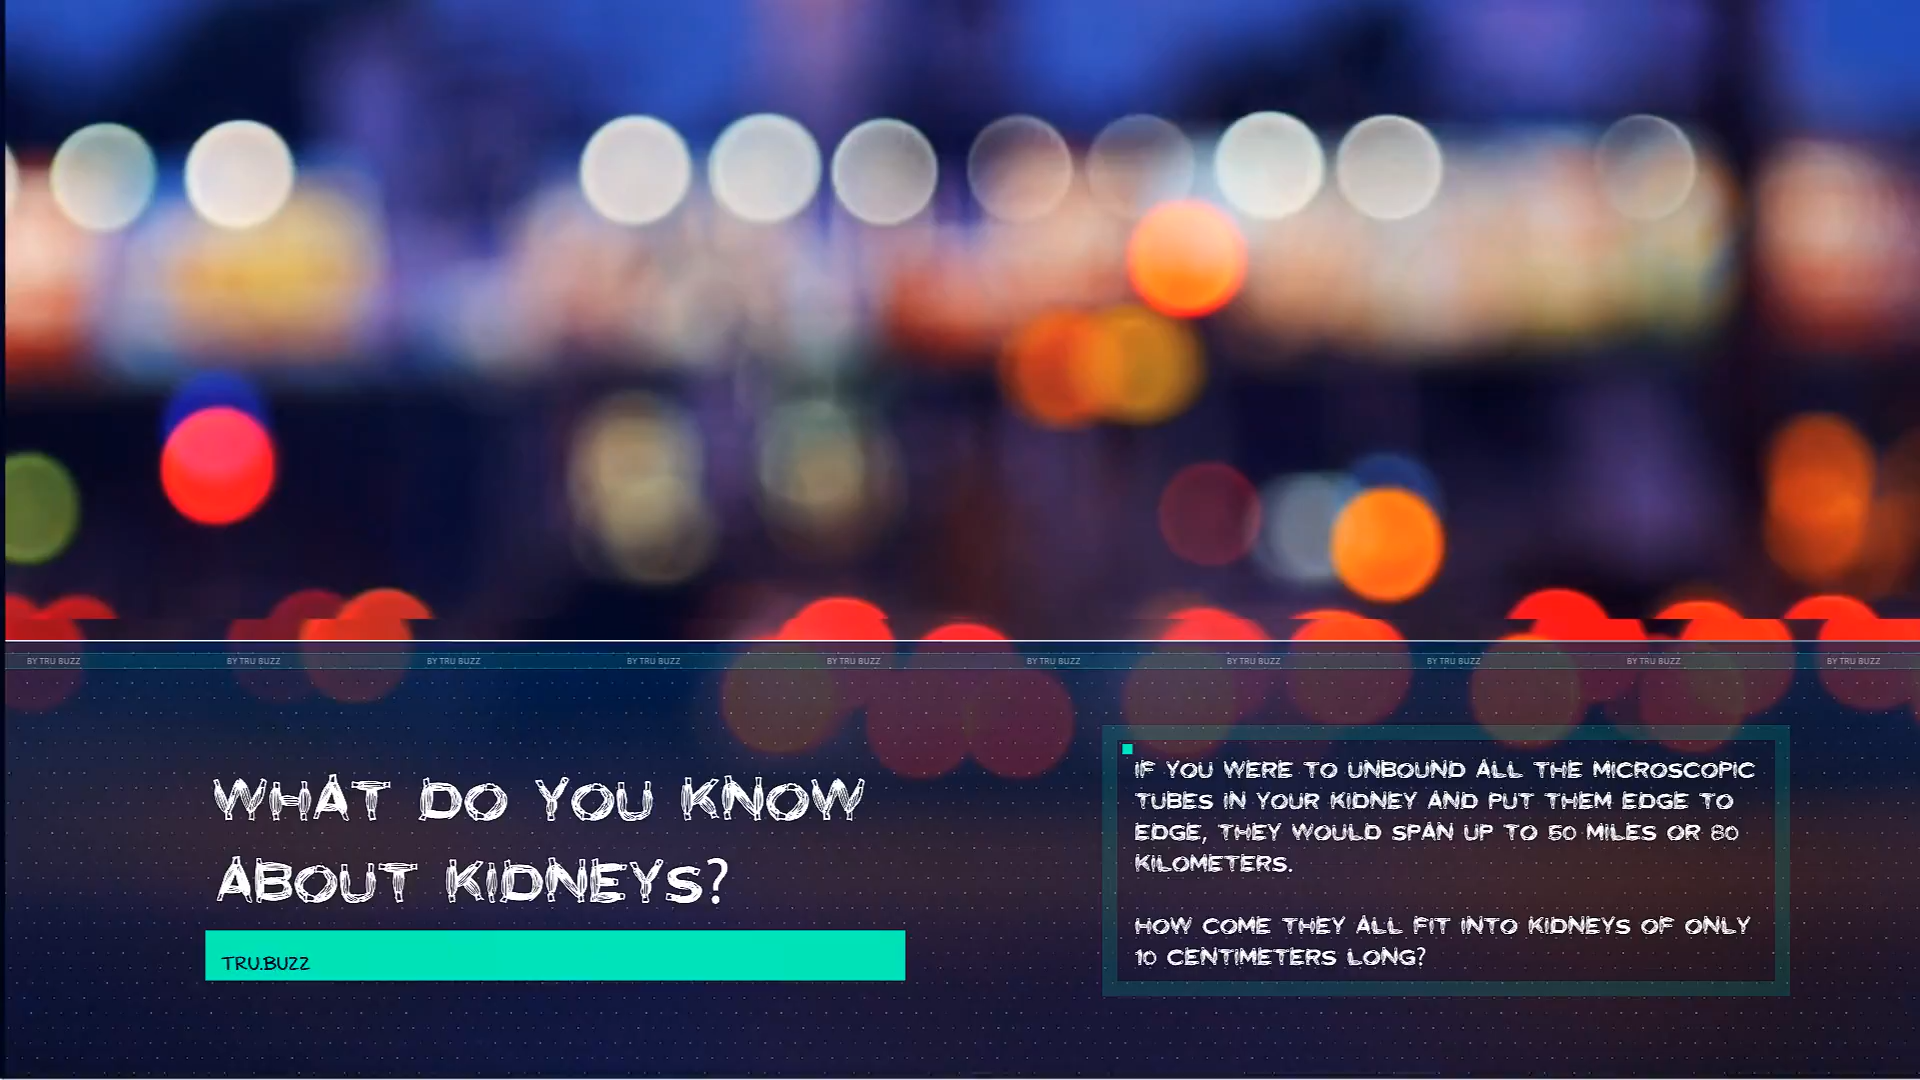 BY TRU BUZZ BY TRU BUZZ BY TRU BUZZ BY TRU BUZZ BY TRU BUZZ BY TRU BUZZ BY TRU BUZZ BY TRU BUZZ BY TRU BUZZ BY TRU BUZZ
WHAT DO YOU KNOW
ABOUT KIDNEYS?
TRU.BUZZ
IF YOU WERE TO UNBOUND ALL THE MICROSCOPIC
TUBES IN YOUR KIDNEY AND PUT THEM EDGE TO
EDGE, THEY WOULD SPAN UP TO 50 MILES OR 80
KILOMETERS.
HOW COME THEY ALL FIT INTO KIDNEYS OF ONLY
10 CENTIMETERS LONG?